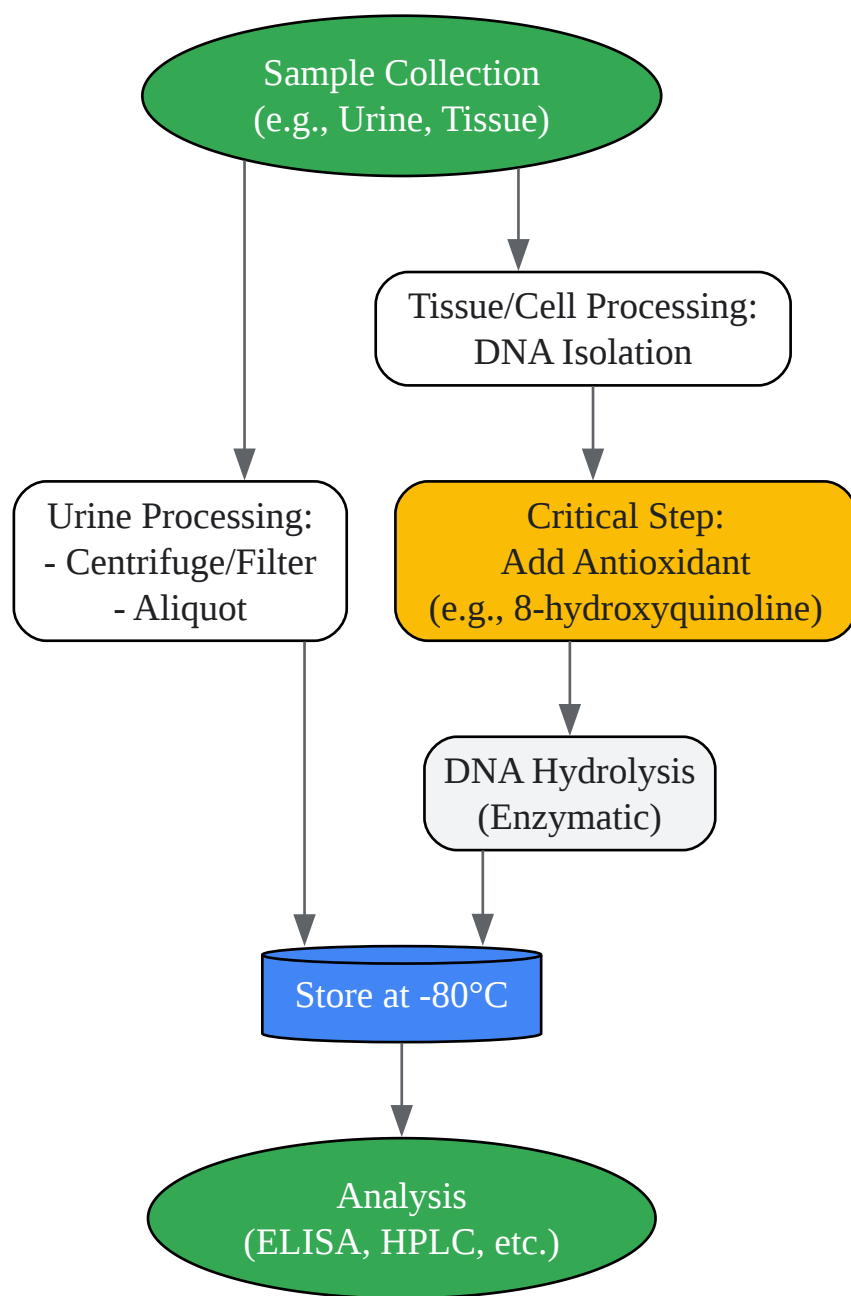 Sample Collection
(e.g., Urine, Tissue)
Tissue/Cell Processing:
DNA Isolation
Urine Processing:
- Centrifuge/Filter
- Aliquot
Critical Step:
Add Antioxidant
(e.g., 8-hydroxyquinoline)
DNA Hydrolysis
(Enzymatic)
Store at -80°C
Analysis
(ELISA, HPLC, etc.)